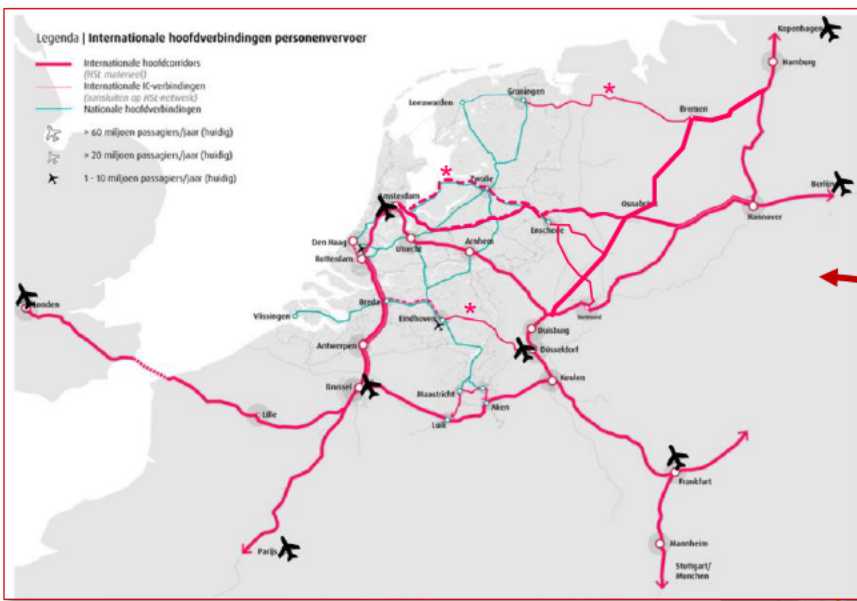 Legenda | Internationale hoofdverbindingen personenvervoer
Internationale hoofdcorridors
(HSL materieel)
Internationale IC-verbindingen
(aansluiten op HSL-netwerk)
Nationale hoofdverbindingen
> 60 miljoen passagiers/jaar (huidig)
> 20 miljoen passagiers/jaar (huidig)
1 - 10 miljoen passagiers/jaar (huidig)
Kopenhagen
Hamburg
Groningen
*
Leeuwarden
Bremen
*
Zwolle
Amsterdam
Berlijn
Osnabrück
Hannover
Enschede
Den Haag
Utrecht
Arnhem
Rotterdam
Londen
Breda
*
Vlissingen
Eindhoven
Dortmund
Duisburg
Antwerpen
Düsseldorf
Brussel
Keulen
Maastricht
Aken
Lille
Luik
Frankfurt
Parijs
Mannheim
Stuttgart/
Munchen